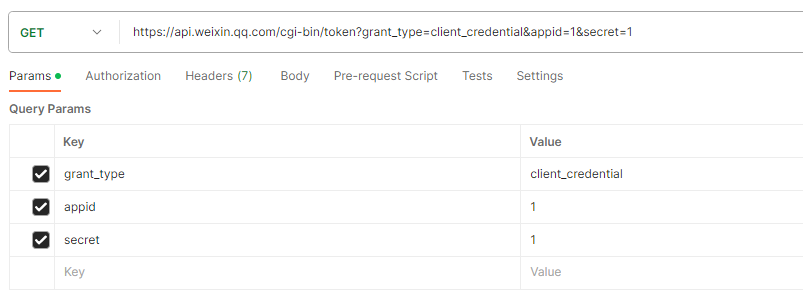 GET https://api.weixin.qq.com/cgi-bin/token?grant_type=client_credential&appid=1&secret=1
Params Authorization Headers (7) Body Pre-request Script Tests Settings
Query Params
Key Value
grant_type client_credential
appid 1
secret 1
Key Value